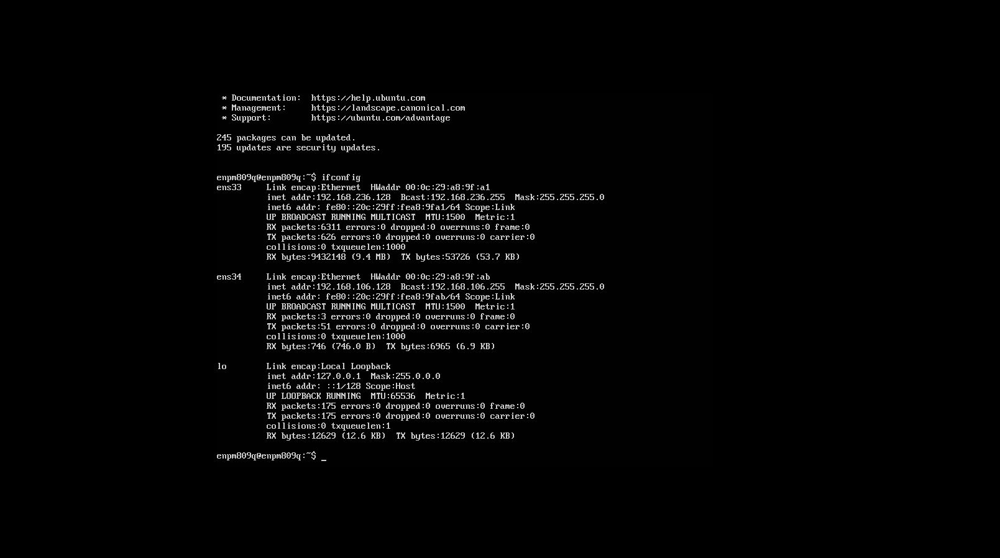 * Documentation:  https://help.ubuntu.com
* Management:     https://landscape.canonical.com
* Support:        https://ubuntu.com/advantage
245 packages can be updated.
195 updates are security updates.
enpm809q@enpm809q:~$ ifconfig
ens33     Link encap:Ethernet  HWaddr 00:0c:29:a8:9f:a1
          inet addr:192.168.236.128  Bcast:192.168.236.255  Mask:255.255.255.0
          inet6 addr: fe80::20c:29ff:fea8:9fa1/64 Scope:Link
          UP BROADCAST RUNNING MULTICAST  MTU:1500  Metric:1
          RX packets:6311 errors:0 dropped:0 overruns:0 frame:0
          TX packets:626 errors:0 dropped:0 overruns:0 carrier:0
          collisions:0 txqueuelen:1000
          RX bytes:9432148 (9.4 MB)  TX bytes:53726 (53.7 KB)
ens34     Link encap:Ethernet  HWaddr 00:0c:29:a8:9f:ab
          inet addr:192.168.106.128  Bcast:192.168.106.255  Mask:255.255.255.0
          inet6 addr: fe80::20c:29ff:fea8:9fab/64 Scope:Link
          UP BROADCAST RUNNING MULTICAST  MTU:1500  Metric:1
          RX packets:3 errors:0 dropped:0 overruns:0 frame:0
          TX packets:51 errors:0 dropped:0 overruns:0 carrier:0
          collisions:0 txqueuelen:1000
          RX bytes:746 (746.0 B)  TX bytes:6965 (6.9 KB)
lo        Link encap:Local Loopback
          inet addr:127.0.0.1  Mask:255.0.0.0
          inet6 addr: ::1/128 Scope:Host
          UP LOOPBACK RUNNING  MTU:65536  Metric:1
          RX packets:175 errors:0 dropped:0 overruns:0 frame:0
          TX packets:175 errors:0 dropped:0 overruns:0 carrier:0
          collisions:0 txqueuelen:1
          RX bytes:12629 (12.6 KB)  TX bytes:12629 (12.6 KB)
enpm809q@enpm809q:~$ _